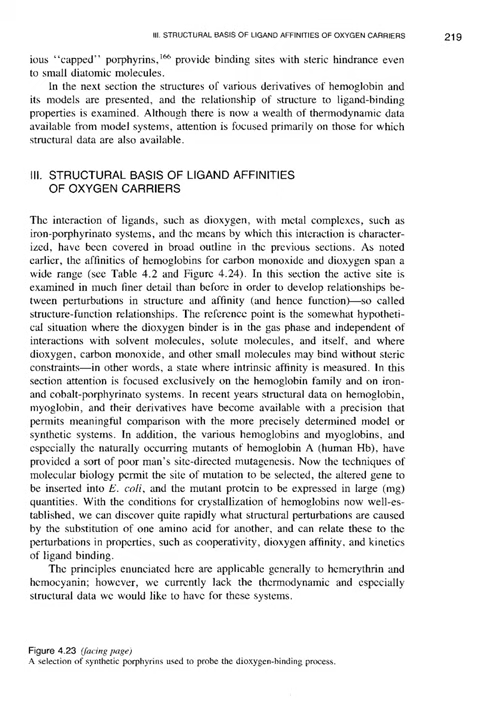 III. STRUCTURAL BASIS OF LIGAND AFFINITIES OF OXYGEN CARRIERS 219
ious “capped” porphyrins,¹⁶⁶ provide binding sites with steric hindrance even
to small diatomic molecules.
In the next section the structures of various derivatives of hemoglobin and
its models are presented, and the relationship of structure to ligand-binding
properties is examined. Although there is now a wealth of thermodynamic data
available from model systems, attention is focused primarily on those for which
structural data are also available.
III. STRUCTURAL BASIS OF LIGAND AFFINITIES
OF OXYGEN CARRIERS
The interaction of ligands, such as dioxygen, with metal complexes, such as
iron-porphyrinato systems, and the means by which this interaction is character-
ized, have been covered in broad outline in the previous sections. As noted
earlier, the affinities of hemoglobins for carbon monoxide and dioxygen span a
wide range (see Table 4.2 and Figure 4.24). In this section the active site is
examined in much finer detail than before in order to develop relationships be-
tween perturbations in structure and affinity (and hence function)—so called
structure-function relationships. The reference point is the somewhat hypotheti-
cal situation where the dioxygen binder is in the gas phase and independent of
interactions with solvent molecules, solute molecules, and itself, and where
dioxygen, carbon monoxide, and other small molecules may bind without steric
constraints—in other words, a state where intrinsic affinity is measured. In this
section attention is focused exclusively on the hemoglobin family and on iron-
and cobalt-porphyrinato systems. In recent years structural data on hemoglobin,
myoglobin, and their derivatives have become available with a precision that
permits meaningful comparison with the more precisely determined model or
synthetic systems. In addition, the various hemoglobins and myoglobins, and
especially the naturally occurring mutants of hemoglobin A (human Hb), have
provided a sort of poor man's site-directed mutagenesis. Now the techniques of
molecular biology permit the site of mutation to be selected, the altered gene to
be inserted into E. coli, and the mutant protein to be expressed in large (mg)
quantities. With the conditions for crystallization of hemoglobins now well-es-
tablished, we can discover quite rapidly what structural perturbations are caused
by the substitution of one amino acid for another, and can relate these to the
perturbations in properties, such as cooperativity, dioxygen affinity, and kinetics
of ligand binding.
The principles enunciated here are applicable generally to hemerythrin and
hemocyanin; however, we currently lack the thermodynamic and especially
structural data we would like to have for these systems.
Figure 4.23 (facing page)
A selection of synthetic porphyrins used to probe the dioxygen-binding process.